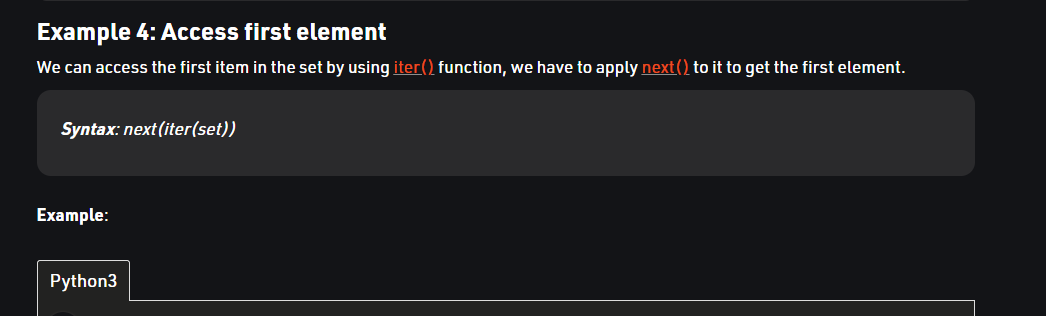 Example 4: Access first element
We can access the first item in the set by using iter() function, we have to apply next() to it to get the first element.
Syntax: next(iter(set))
Example:
Python3